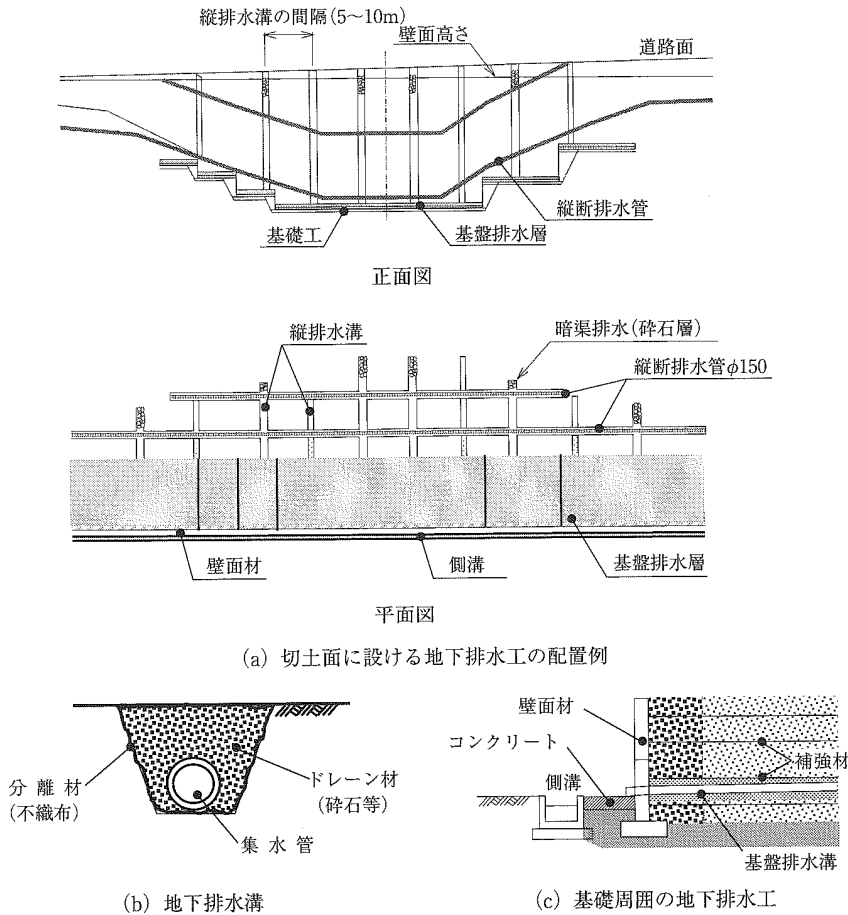 縦排水溝の間隔(5～10m)
壁面高さ
道路面
縦断排水管
基礎工
基盤排水層
正面図
縦排水溝
暗渠排水(砕石層)
縦断排水管φ150
壁面材
側溝
基盤排水層
平面図
(a) 切土面に設ける地下排水工の配置例
分離材
(不織布)
ドレーン材
(砕石等)
集水管
(b) 地下排水溝
壁面材
コンクリート
側溝
補強材
基盤排水溝
(c) 基礎周囲の地下排水工